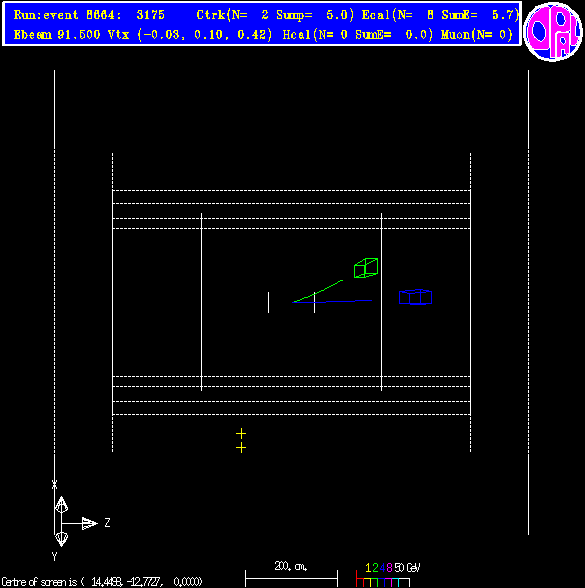 Run:event 8664: 3175 Ctrk(N= 2 Sump= 5.0) Ecal(N= 8 SumE= 5.7)
Ebeam 91.500 Vtx (-0.03, 0.10, 0.42) Hcal(N= 0 SumE= 0.0) Muon(N= 0)
OPAL
X
Z
Y
200. cm.
1 2 4 8 50 GeV
Centre of screen is ( 14.4458, -12.7727, 0.0000)